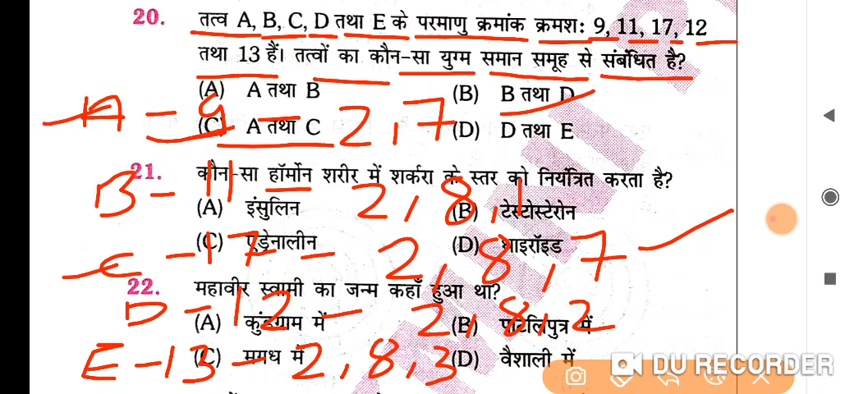 20. तत्व A, B, C, D तथा E के परमाणु क्रमांक क्रमशः 9, 11, 17, 12
तथा 13 हैं। तत्वों का कौन-सा युग्म समान समूह से संबंधित है?
(A) A तथा B (B) B तथा D
(C) A तथा C (D) D तथा E
A - 9 - 2, 7
21. कौन-सा हॉर्मोन शरीर में शर्करा के स्तर को नियंत्रित करता है?
B - 11 2, 8, 1
(A) इंसुलिन (B) टेस्टोस्टेरोन
(C) एड्रेनालीन (D) थाइरॉइड
C - 17 - 2, 8, 7
22. महावीर स्वामी का जन्म कहाँ हुआ था?
D - 12 - 2, 8, 2
(A) कुंडग्राम में (B) पाटलिपुत्र में
(C) मगध में (D) वैशाली में
E - 13 - 2, 8, 3
DU RECORDER